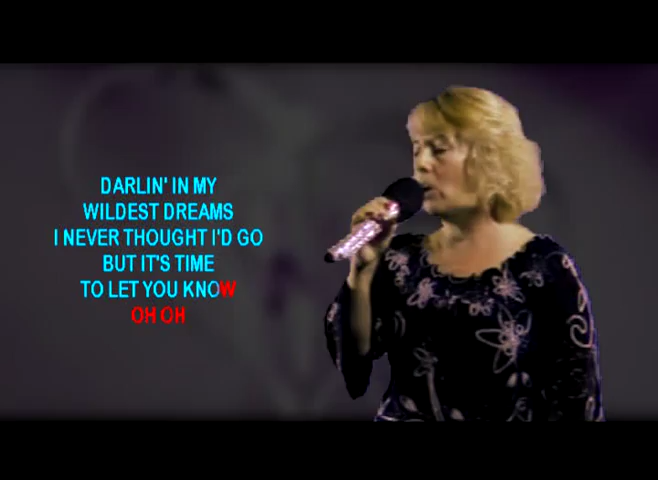 DARLIN' IN MY
WILDEST DREAMS
I NEVER THOUGHT I'D GO
BUT IT'S TIME
TO LET YOU KNOW
OH OH